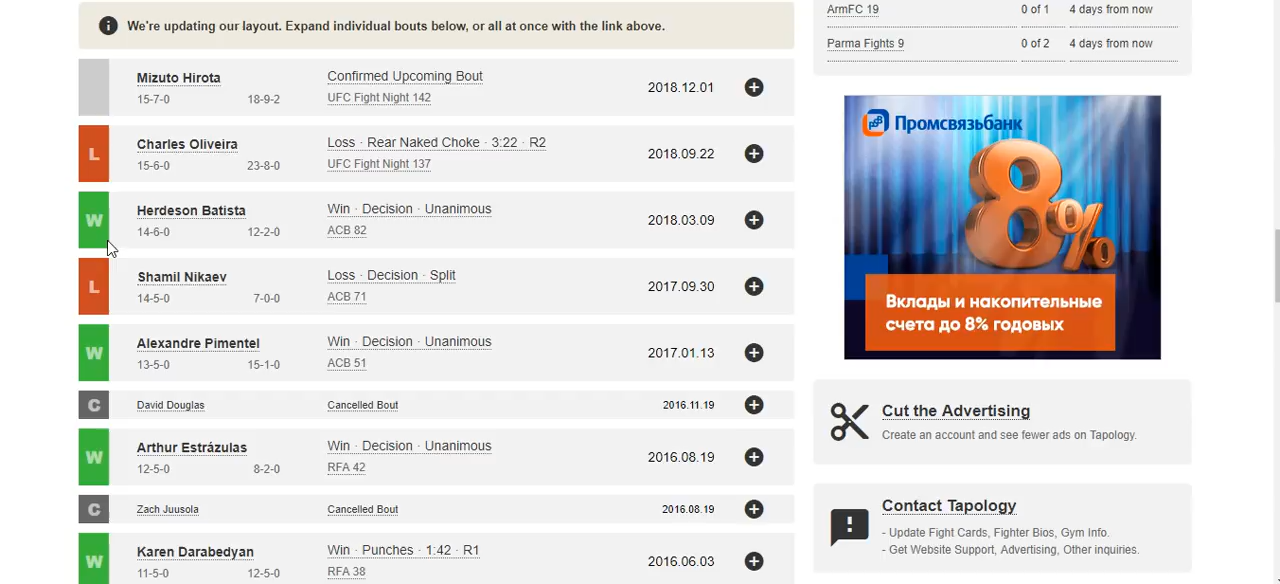 We're updating our layout. Expand individual bouts below, or all at once with the link above.
Mizuto Hirota
15-7-0 18-9-2
Confirmed Upcoming Bout
UFC Fight Night 142
2018.12.01
L
Charles Oliveira
15-6-0 23-8-0
Loss · Rear Naked Choke · 3:22 · R2
UFC Fight Night 137
2018.09.22
W
Herdeson Batista
14-6-0 12-2-0
Win · Decision · Unanimous
ACB 82
2018.03.09
L
Shamil Nikaev
14-5-0 7-0-0
Loss · Decision · Split
ACB 71
2017.09.30
W
Alexandre Pimentel
13-5-0 15-1-0
Win · Decision · Unanimous
ACB 51
2017.01.13
C
David Douglas
Cancelled Bout
2016.11.19
W
Arthur Estrázulas
12-5-0 8-2-0
Win · Decision · Unanimous
RFA 42
2016.08.19
C
Zach Juusola
Cancelled Bout
2016.08.19
W
Karen Darabedyan
11-5-0 12-5-0
Win · Punches · 1:42 · R1
RFA 38
2016.06.03
ArmFC 19 0 of 1 4 days from now
Parma Fights 9 0 of 2 4 days from now
Промсвязьбанк
8%
Вклады и накопительные
счета до 8% годовых
Cut the Advertising
Create an account and see fewer ads on Tapology.
Contact Tapology
- Update Fight Cards, Fighter Bios, Gym Info.
- Get Website Support, Advertising, Other inquiries.